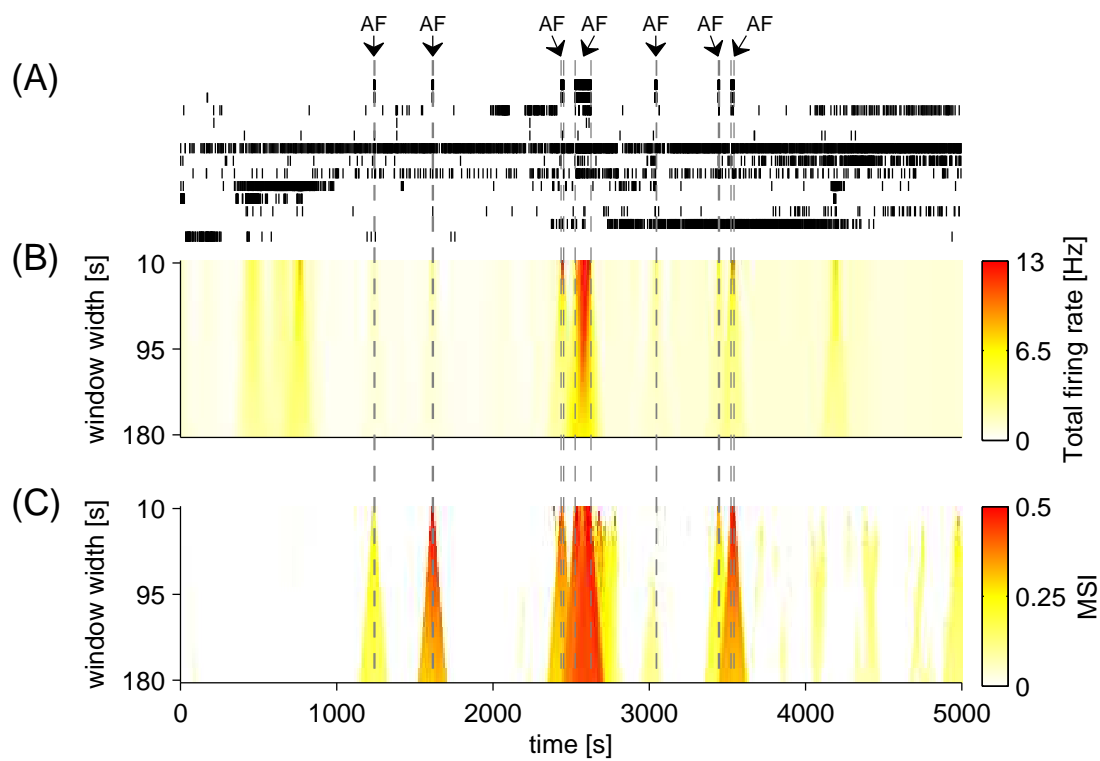 AF AF AF AF AF AF AF
(A)
(B)
10
95
180
window width [s]
13
6.5
0
Total firing rate [Hz]
(C)
10
95
180
window width [s]
0.5
0.25
0
MSI
0 1000 2000 3000 4000 5000
time [s]